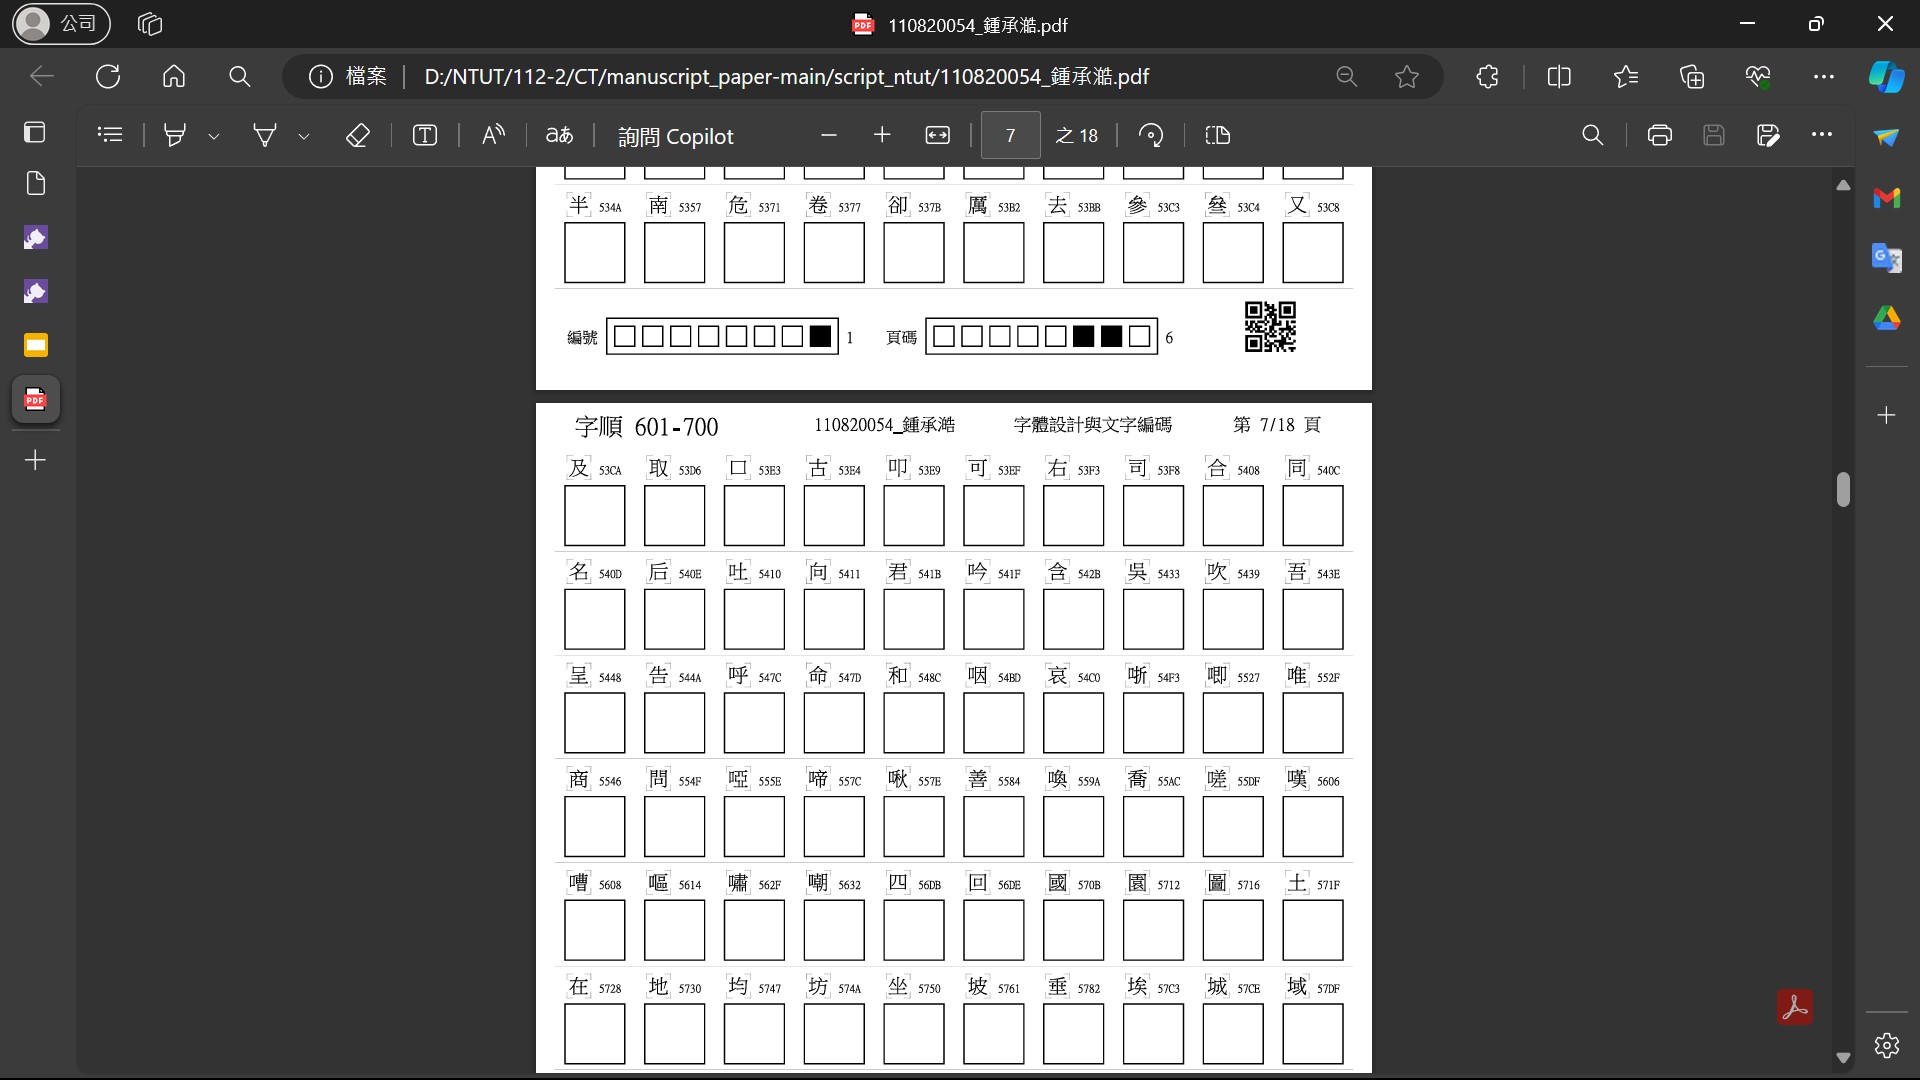 公司
110820054_鍾承澔.pdf
檔案
D:/NTUT/112-2/CT/manuscript_paper-main/script_ntut/110820054_鍾承澔.pdf
詢問 Copilot
7 之 18
半 534A 南 5357 危 5371 卷 5377 卻 537B 厲 53B2 去 53BB 參 53C3 叄 53C4 又 53C8
編號 1 頁碼 6
字順 601-700 110820054_鍾承澔 字體設計與文字編碼 第 7/18 頁
及 53CA 取 53D6 口 53E3 古 53E4 叩 53E9 可 53EF 右 53F3 司 53F8 合 5408 同 540C
名 540D 后 540E 吐 5410 向 5411 君 541B 吟 541F 含 542B 吳 5433 吹 5439 吾 543E
呈 5448 告 544A 呼 547C 命 547D 和 548C 咽 54BD 哀 54C0 哳 54F3 唧 5527 唯 552F
商 5546 問 554F 啞 555E 啼 557C 啾 557E 善 5584 喚 559A 喬 55AC 嗟 55DF 嘆 5606
嘈 5608 嘔 5614 嘯 562F 嘲 5632 四 56DB 回 56DE 國 570B 園 5712 圖 5716 土 571F
在 5728 地 5730 均 5747 坊 574A 坐 5750 坡 5761 垂 5782 埃 57C3 城 57CE 域 57DF